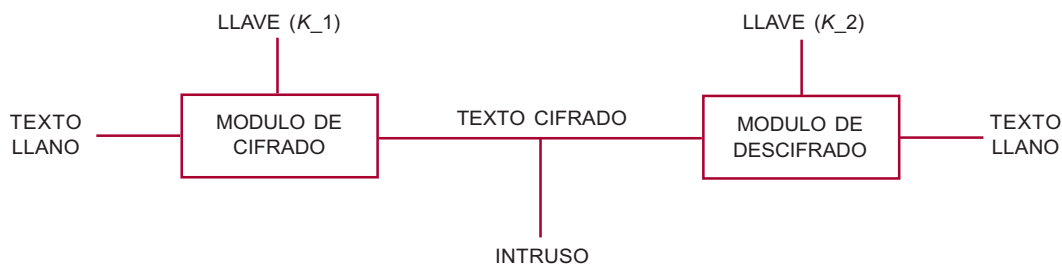 LLAVE (K_1)
LLAVE (K_2)
TEXTO
LLANO
MODULO DE
CIFRADO
TEXTO CIFRADO
MODULO DE
DESCIFRADO
TEXTO
LLANO
INTRUSO